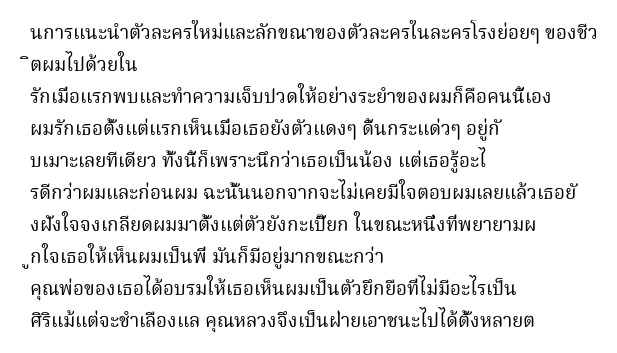 นการแนะนำตัวละครใหม่และลักขณาของตัวละครในละครโรงย่อยๆ ของชีว
ิตผมไปด้วยใน
รักเมื่อแรกพบและทำความเจ็บปวดให้อย่างระยำของผมก็คือคนนี้เอง
ผมรักเธอตั้งแต่แรกเห็นเมื่อเธอยังตัวแดงๆ ดิ้นกระแด่วๆ อยู่กั
บเมาะเลยทีเดียว ทั้งนี้ก็เพราะนึกว่าเธอเป็นน้อง แต่เธอรู้อะไ
รดีกว่าผมและก่อนผม ฉะนั้นนอกจากจะไม่เคยมีใจตอบผมเลยแล้วเธอยั
งฝังใจจงเกลียดผมมาตั้งแต่ตัวยังกะเปี๊ยก ในขณะหนึ่งที่พยายามผ
ูกใจเธอให้เห็นผมเป็นพี่ มันก็มีอยู่มากขณะกว่า
คุณพ่อของเธอได้อบรมให้เธอเห็นผมเป็นตัวยึกยือที่ไม่มีอะไรเป็น
ศิริแม้แต่จะชำเลืองแล คุณหลวงจึงเป็นฝ่ายเอาชนะไปได้ตั้งหลายต